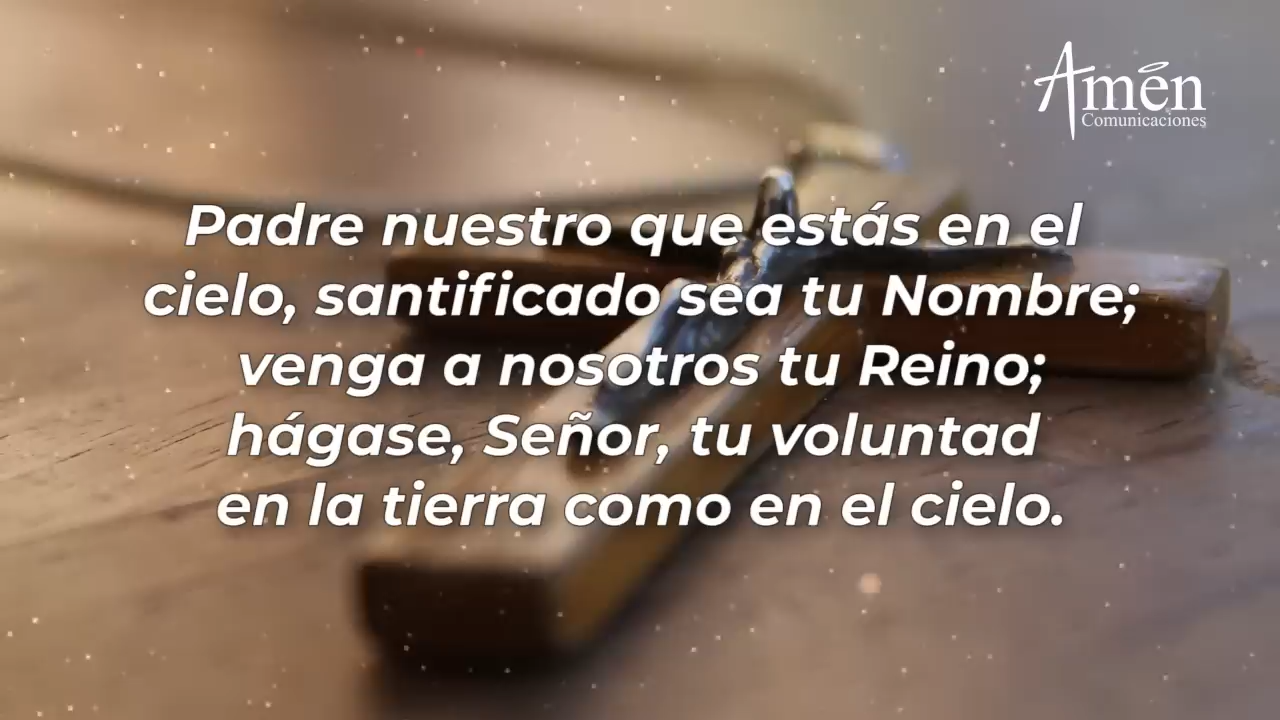 Amén
Comunicaciones
Padre nuestro que estás en el
cielo, santificado sea tu Nombre;
venga a nosotros tu Reino;
hágase, Señor, tu voluntad
en la tierra como en el cielo.